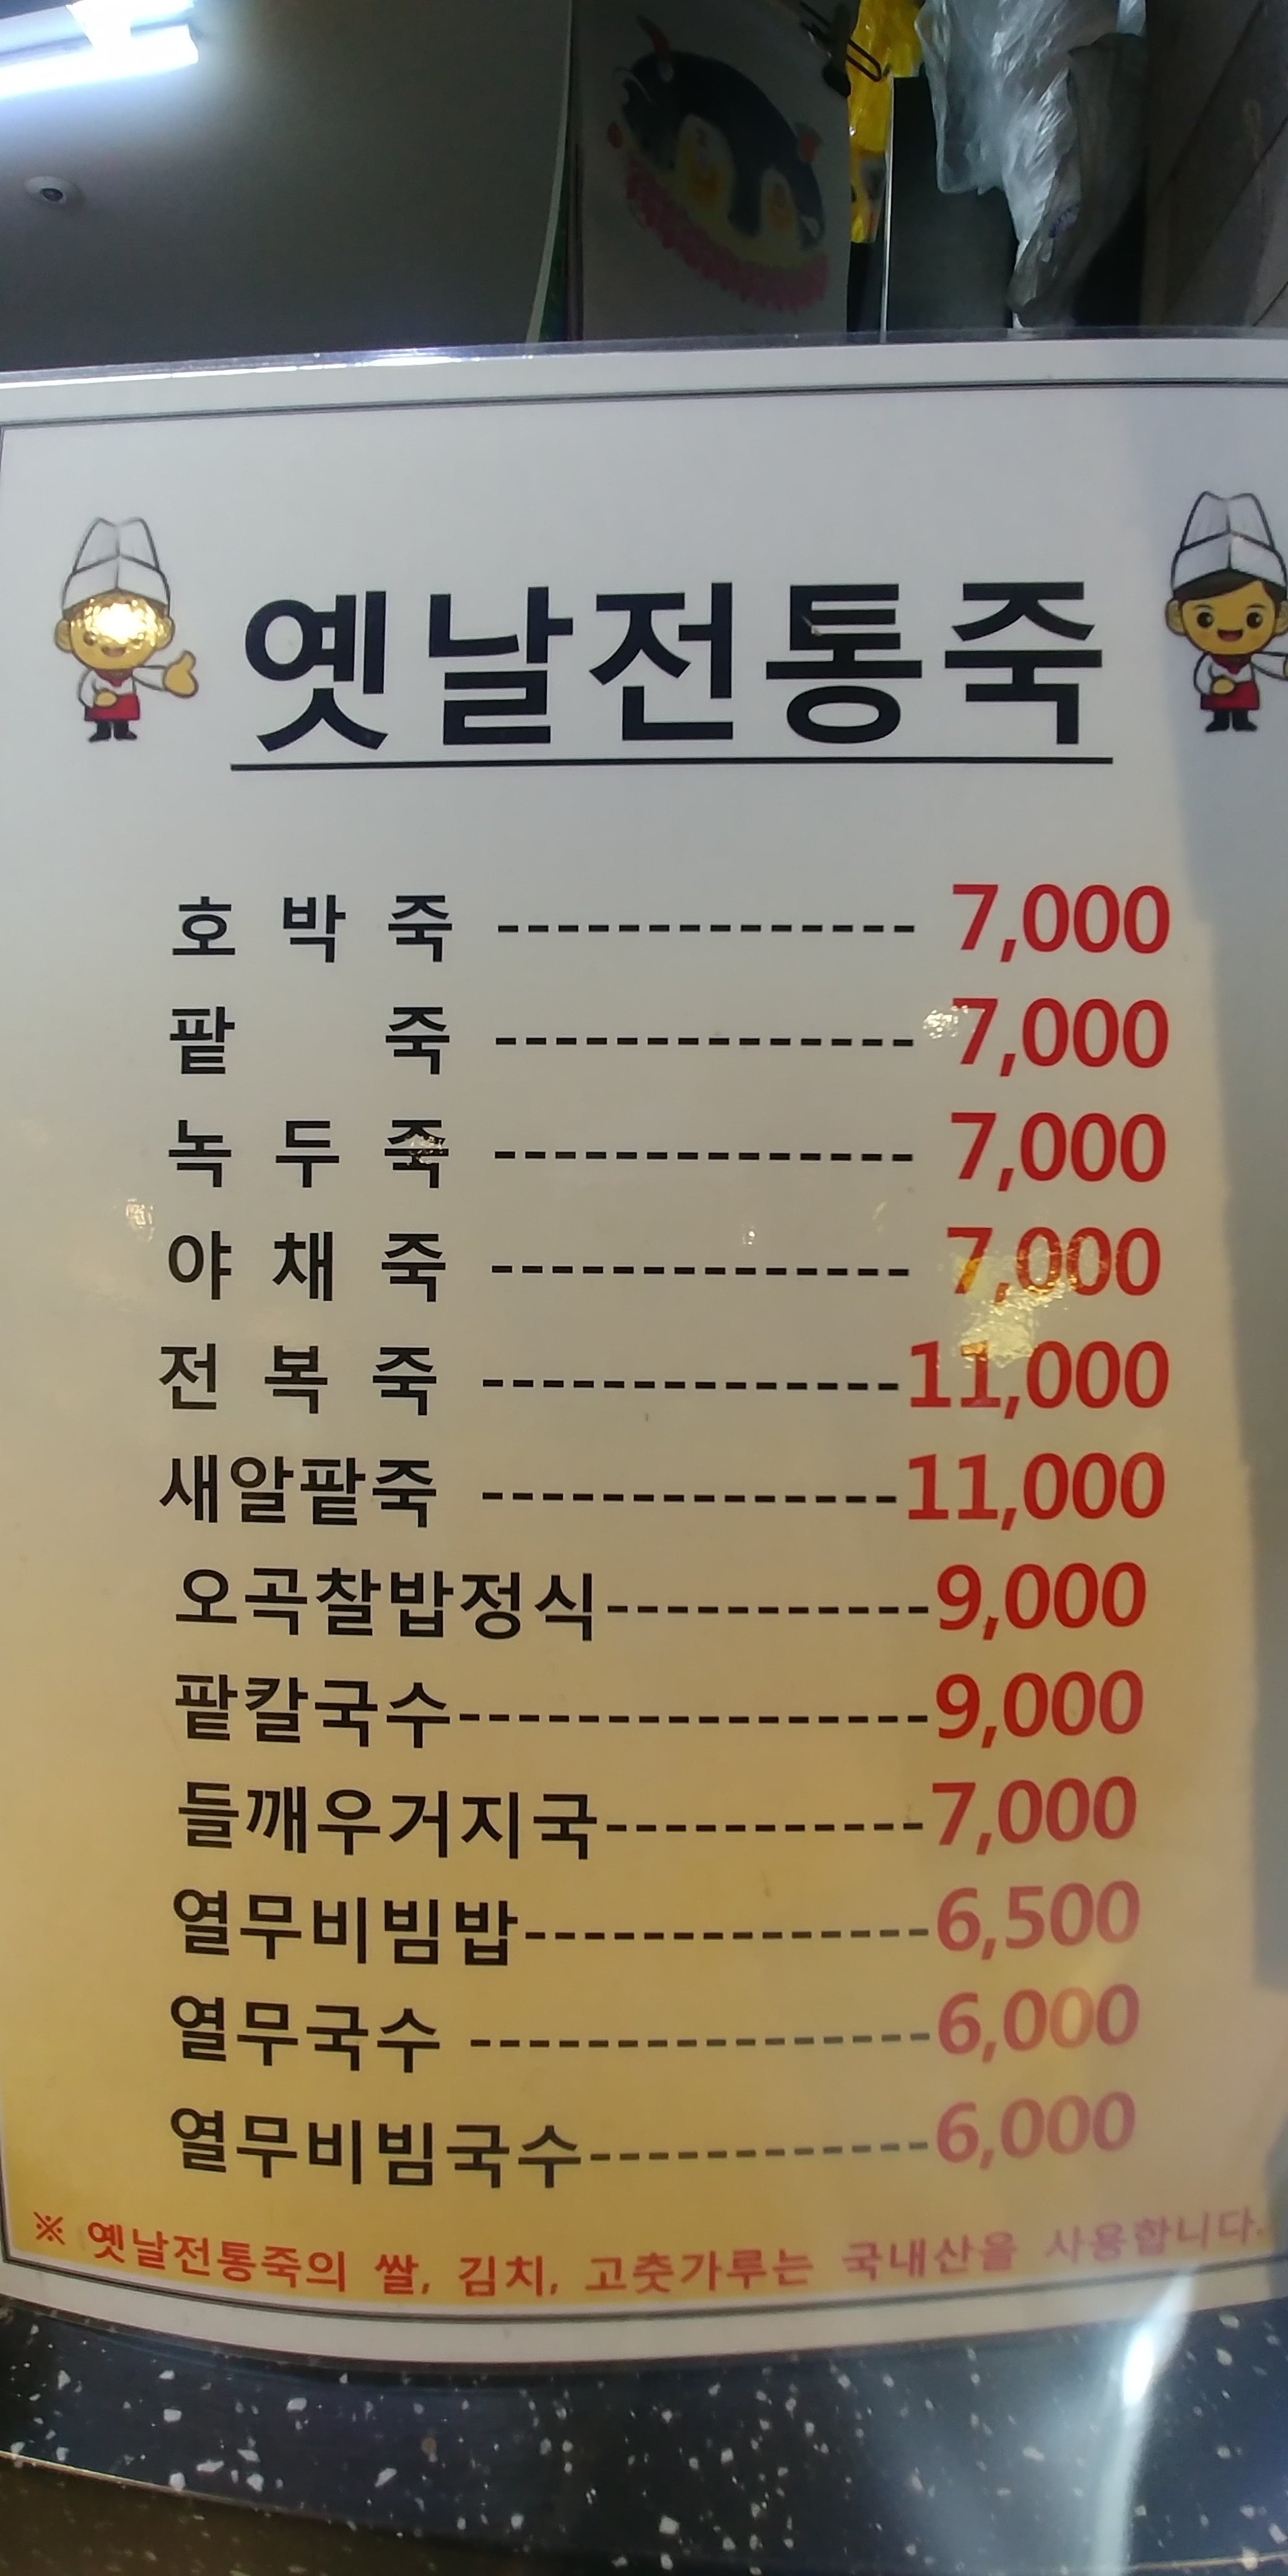 옛날전통죽
호 박 죽 -------------- 7,000
팥 죽 -------------- 7,000
녹 두 죽 -------------- 7,000
야 채 죽 -------------- 7,000
전 복 죽 --------------11,000
새알팥죽 --------------11,000
오곡찰밥정식-----------9,000
팥칼국수----------------9,000
들깨우거지국-----------7,000
열무비빔밥--------------6,500
열무국수 ----------------6,000
열무비빔국수------------6,000
※ 옛날전통죽의 쌀, 김치, 고춧가루는 국내산을 사용합니다.